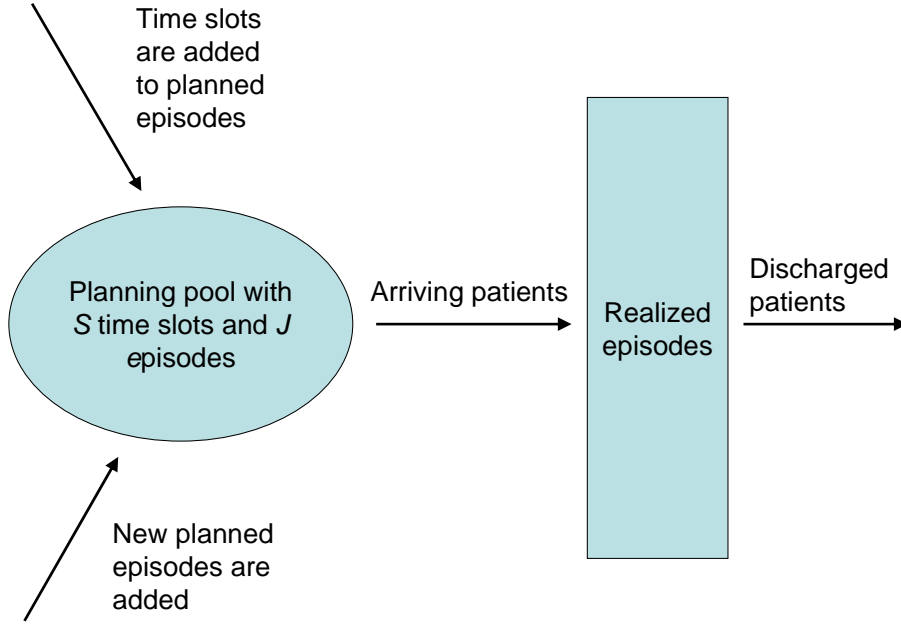 Time slots
are added
to planned
episodes
Planning pool with
S time slots and J
episodes
Arriving patients
Realized
episodes
Discharged
patients
New planned
episodes are
added